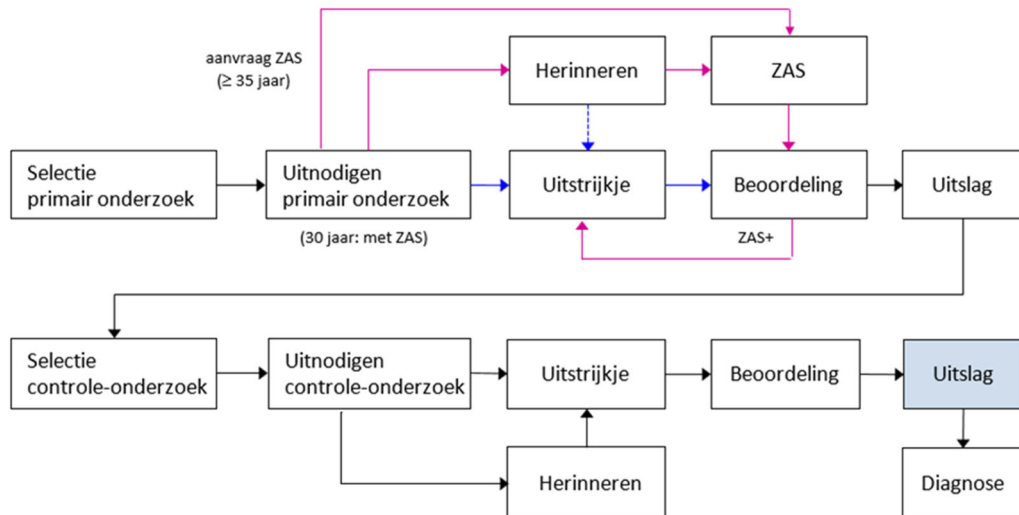 aanvraag ZAS
(≥ 35 jaar)
Herinneren
ZAS
Selectie
primair onderzoek
Uitnodigen
primair onderzoek
Uitstrijkje
Beoordeling
Uitslag
(30 jaar: met ZAS)
ZAS+
Selectie
controle-onderzoek
Uitnodigen
controle-onderzoek
Uitstrijkje
Beoordeling
Uitslag
Herinneren
Diagnose